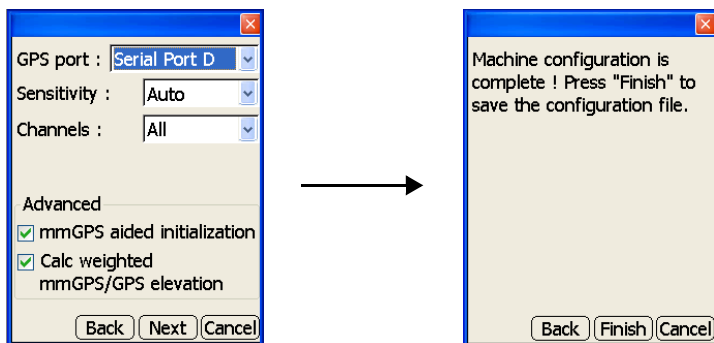 GPS port : Serial Port D
Sensitivity : Auto
Channels : All
Advanced
mmGPS aided initialization
Calc weighted
mmGPS/GPS elevation
Back Next Cancel
Machine configuration is
complete ! Press "Finish" to
save the configuration file.
Back Finish Cancel